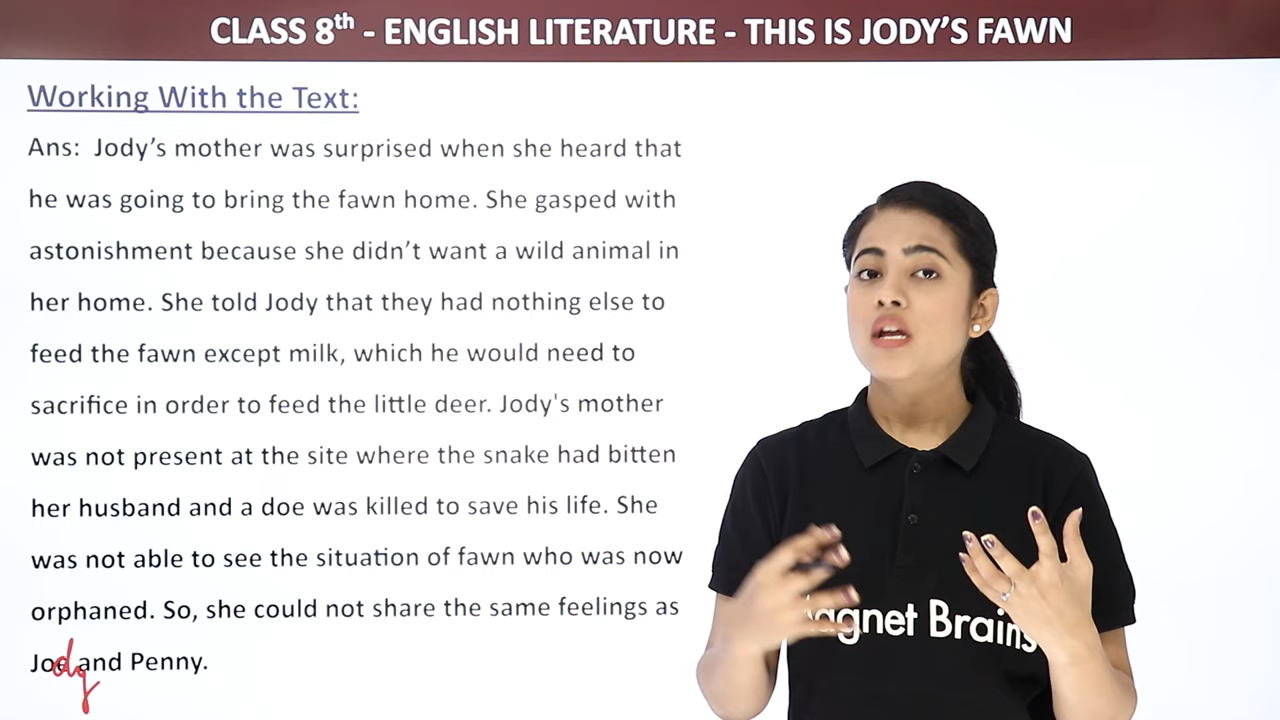 CLASS 8th - ENGLISH LITERATURE - THIS IS JODY’S FAWN
Working With the Text:
Ans: Jody’s mother was surprised when she heard that
he was going to bring the fawn home. She gasped with
astonishment because she didn’t want a wild animal in
her home. She told Jody that they had nothing else to
feed the fawn except milk, which he would need to
sacrifice in order to feed the little deer. Jody's mother
was not present at the site where the snake had bitten
her husband and a doe was killed to save his life. She
was not able to see the situation of fawn who was now
orphaned. So, she could not share the same feelings as
Joe and Penny.
dy
Magnet Brains